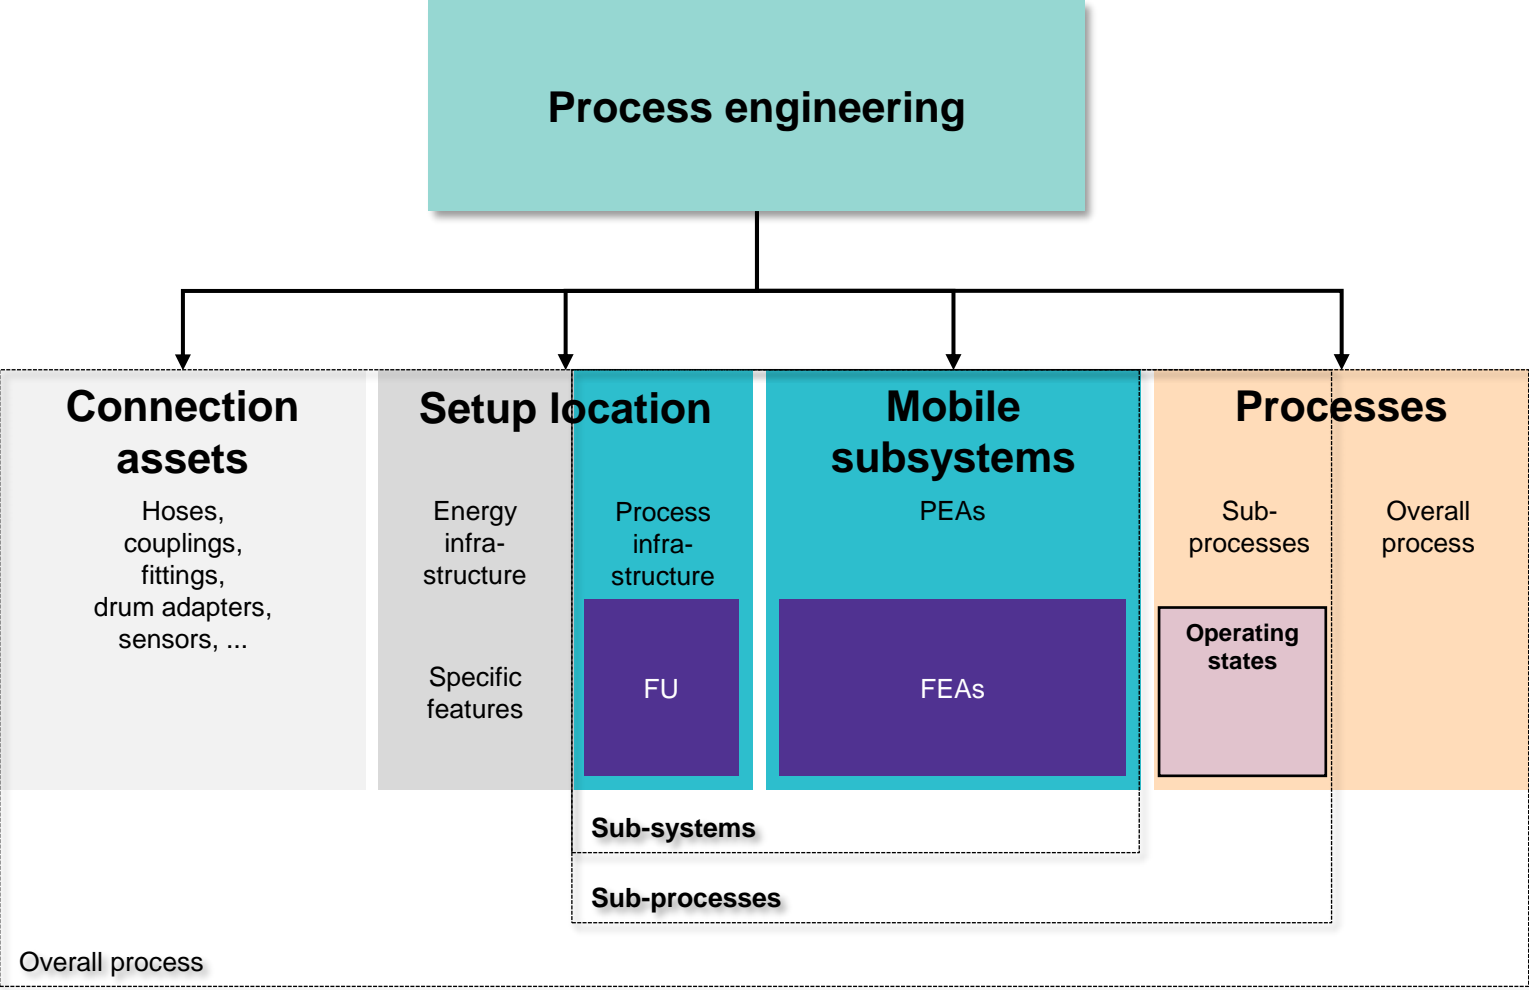 Process engineering
Connection
assets
Hoses,
couplings,
fittings,
drum adapters,
sensors, ...
Setup location
Energy
infra-
structure
Specific
features
Process
infra-
structure
FU
Mobile
subsystems
PEAs
FEAs
Processes
Sub-
processes
Operating
states
Overall
process
Sub-systems
Sub-processes
Overall process